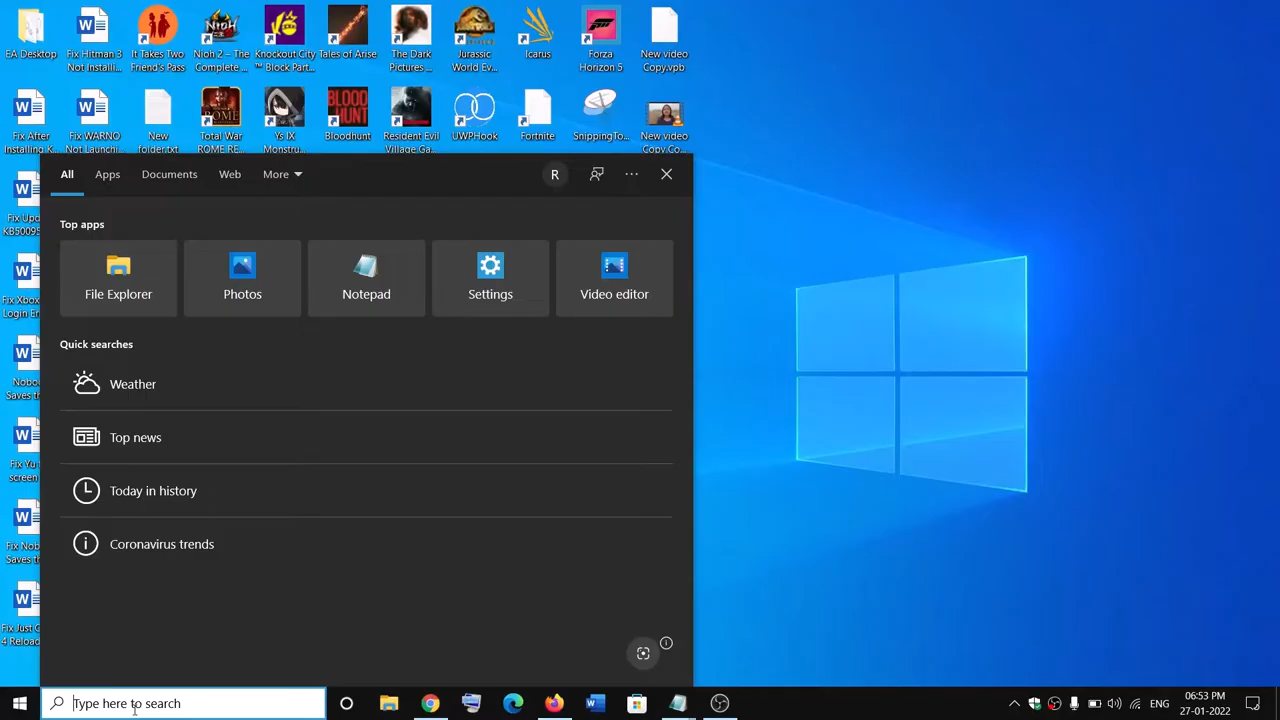 EA Desktop
Fix Hitman 3
Not Installi...
It Takes Two
Friend's Pass
Nioh 2 – The
Complete ...
Knockout City
™ Block Part...
Tales of Arise
The Dark
Pictures ...
Jurassic
World Ev...
Icarus
Forza
Horizon 5
New video
Copy.vpb
Fix After
Installing K...
Fix WARNO
Not Launchi...
New
folder.txt
Total War
ROME RE...
Ys IX
Monstru...
Bloodhunt
Resident Evil
Village Ga...
UWPHook
Fortnite
SnippingTo...
New video
Copy Co...
All
Apps
Documents
Web
More
R
Top apps
File Explorer
Photos
Notepad
Settings
Video editor
Quick searches
Weather
Top news
Today in history
Coronavirus trends
Type here to search
ENG
06:53 PM
27-01-2022